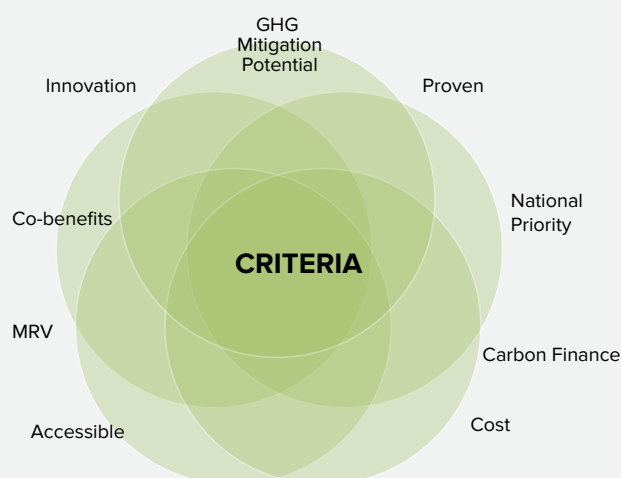 GHG
Mitigation
Potential
Innovation
Proven
Co-benefits
National
Priority
CRITERIA
MRV
Carbon Finance
Accessible
Cost